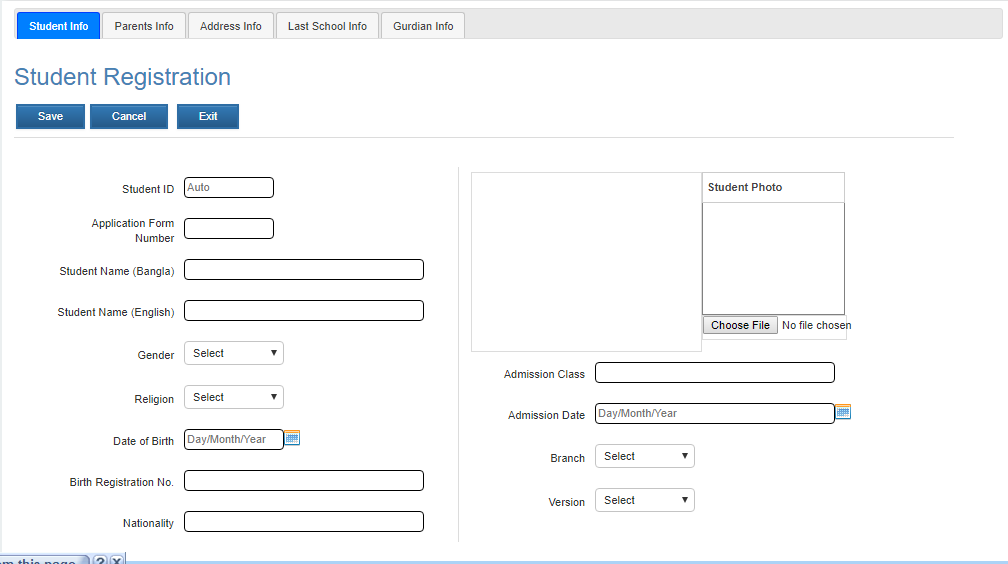 Student Info Parents Info Address Info Last School Info Gurdian Info
Student Registration
Save Cancel Exit
Student ID Auto
Application Form
Number
Student Name (Bangla)
Student Name (English)
Gender Select
Religion Select
Date of Birth Day/Month/Year
Birth Registration No.
Nationality
Student Photo
Choose File No file chosen
Admission Class
Admission Date Day/Month/Year
Branch Select
Version Select
this page